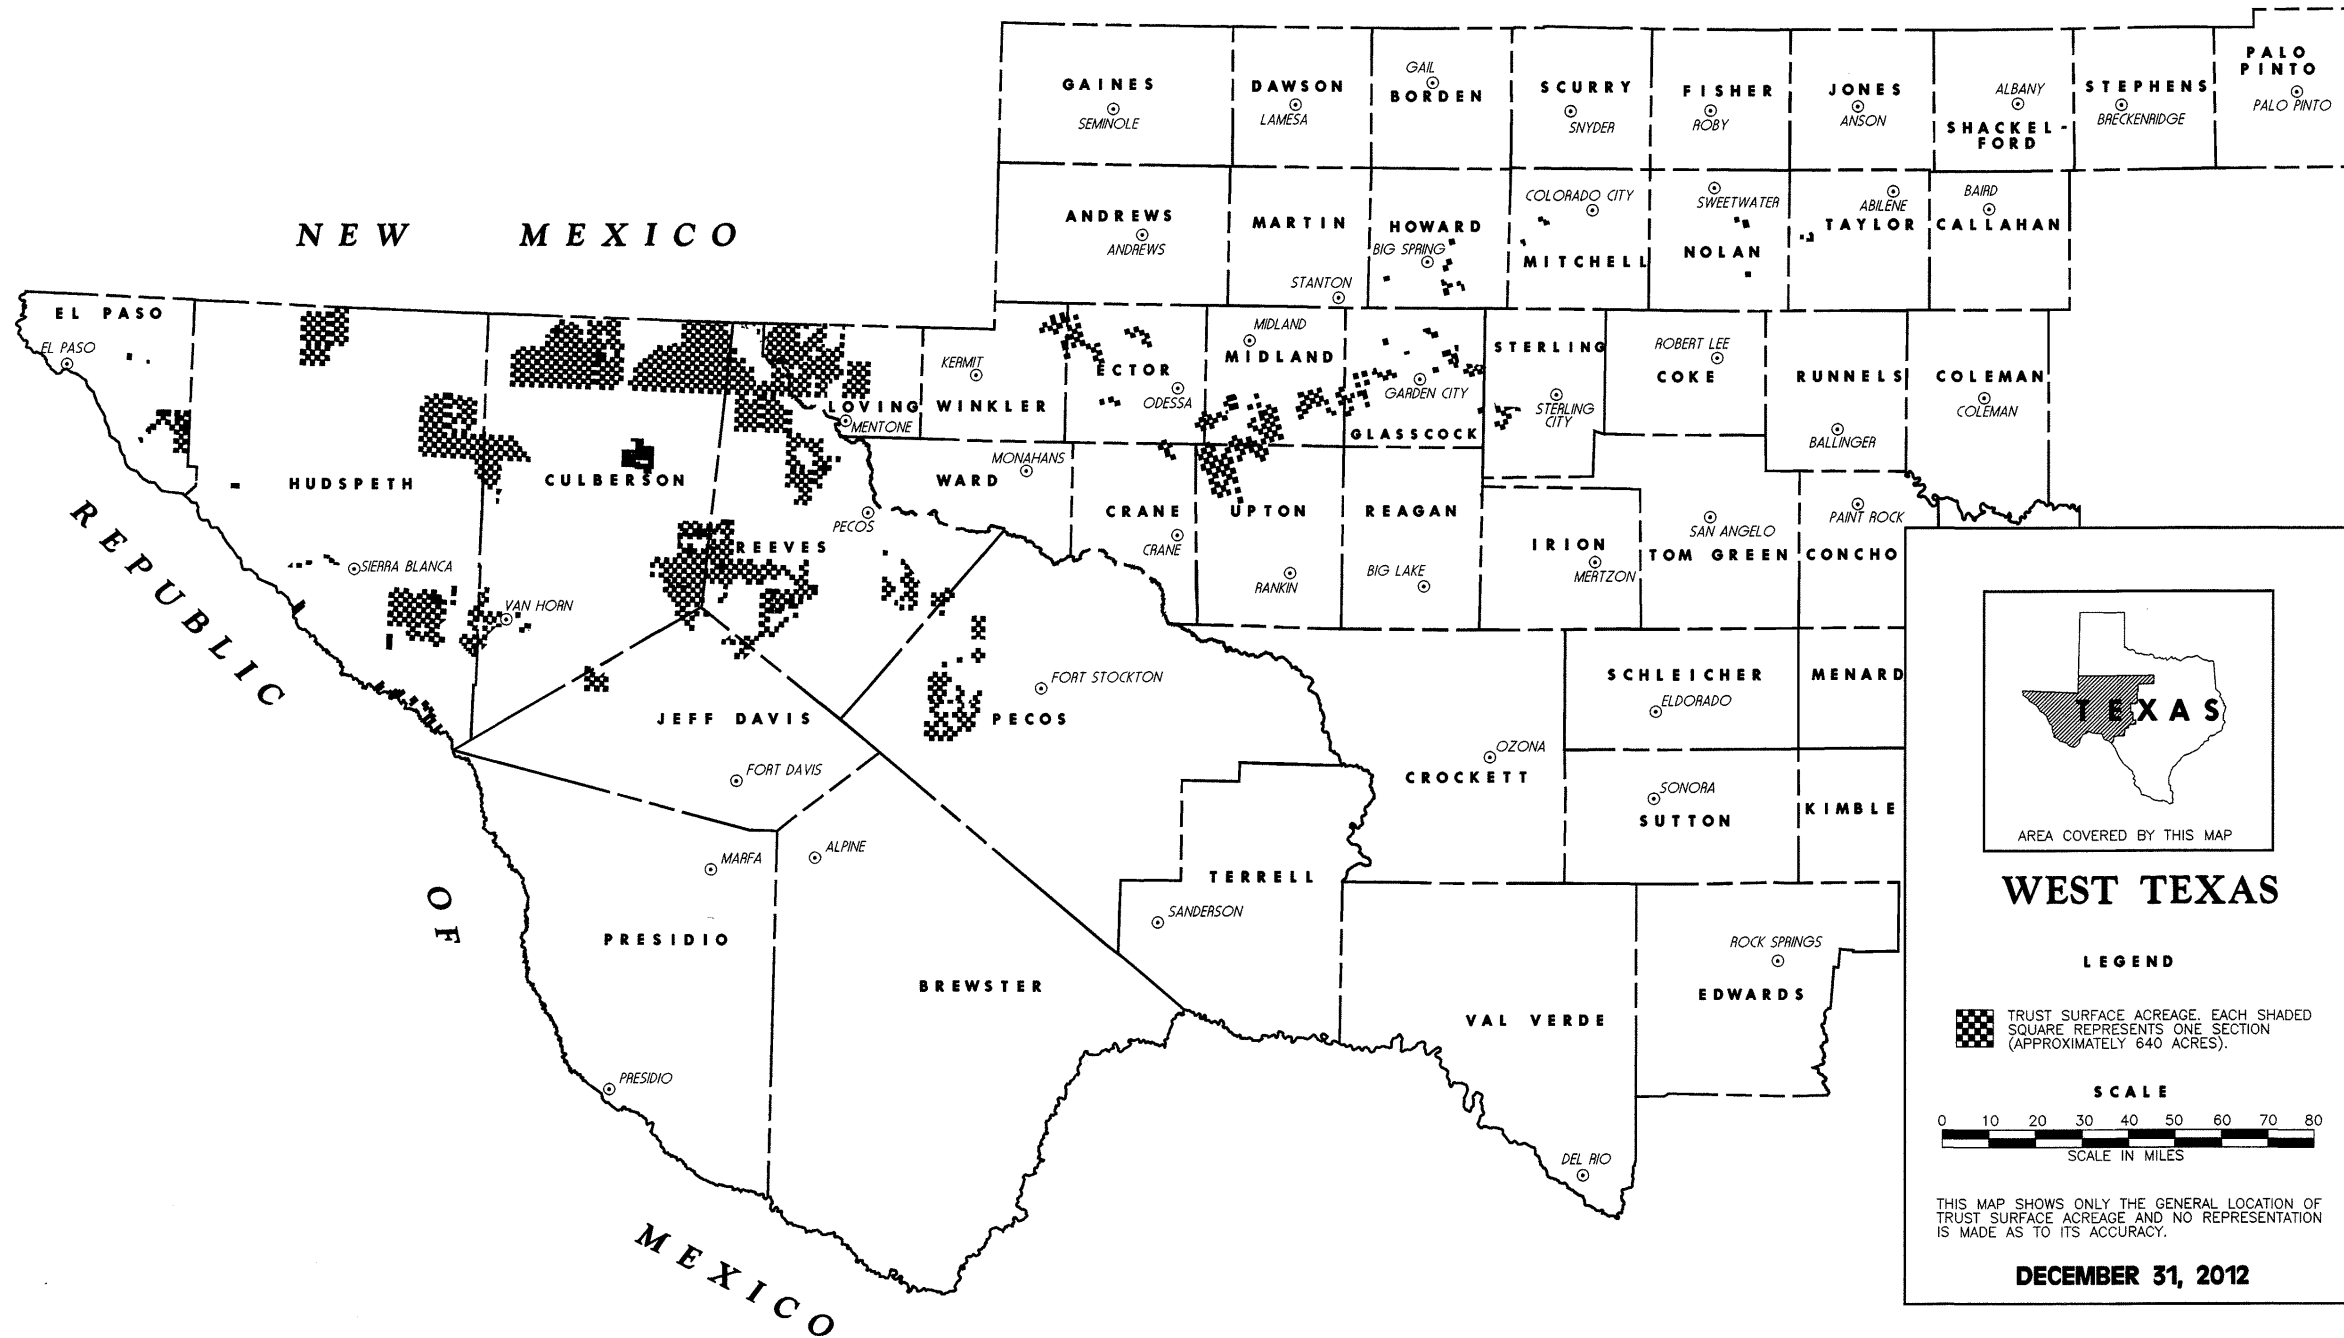 PALO
PINTO
PALO PINTO
GAINES
SEMINOLE
DAWSON
LAMESA
GAIL
BORDEN
SCURRY
SNYDER
FISHER
ROBY
JONES
ANSON
ALBANY
SHACKEL-
FORD
STEPHENS
BRECKENRIDGE
NEW MEXICO
ANDREWS
ANDREWS
MARTIN
STANTON
HOWARD
BIG SPRING
COLORADO CITY
MITCHELL
SWEETWATER
NOLAN
ABILENE
TAYLOR
BAIRD
CALLAHAN
EL PASO
EL PASO
HUDSPETH
SIERRA BLANCA
CULBERSON
VAN HORN
REEVES
PECOS
LOVING
MENTONE
KERMIT
WINKLER
ECTOR
ODESSA
MIDLAND
MIDLAND
GARDEN CITY
GLASSCOCK
STERLING
STERLING
CITY
ROBERT LEE
COKE
RUNNELS
BALLINGER
COLEMAN
COLEMAN
MONAHANS
WARD
CRANE
CRANE
UPTON
RANKIN
REAGAN
BIG LAKE
IRION
MERTZON
SAN ANGELO
TOM GREEN
PAINT ROCK
CONCHO
REPUBLIC
OF
MEXICO
JEFF DAVIS
FORT DAVIS
FORT STOCKTON
PECOS
SCHLEICHER
ELDORADO
MENARD
OZONA
CROCKETT
SONORA
SUTTON
KIMBLE
MARFA
ALPINE
PRESIDIO
PRESIDIO
BREWSTER
TERRELL
SANDERSON
VAL VERDE
DEL RIO
ROCK SPRINGS
EDWARDS
TEXAS
AREA COVERED BY THIS MAP
WEST TEXAS
LEGEND
TRUST SURFACE ACREAGE. EACH SHADED
SQUARE REPRESENTS ONE SECTION
(APPROXIMATELY 640 ACRES).
SCALE
0 10 20 30 40 50 60 70 80
SCALE IN MILES
THIS MAP SHOWS ONLY THE GENERAL LOCATION OF
TRUST SURFACE ACREAGE AND NO REPRESENTATION
IS MADE AS TO ITS ACCURACY.
DECEMBER 31, 2012